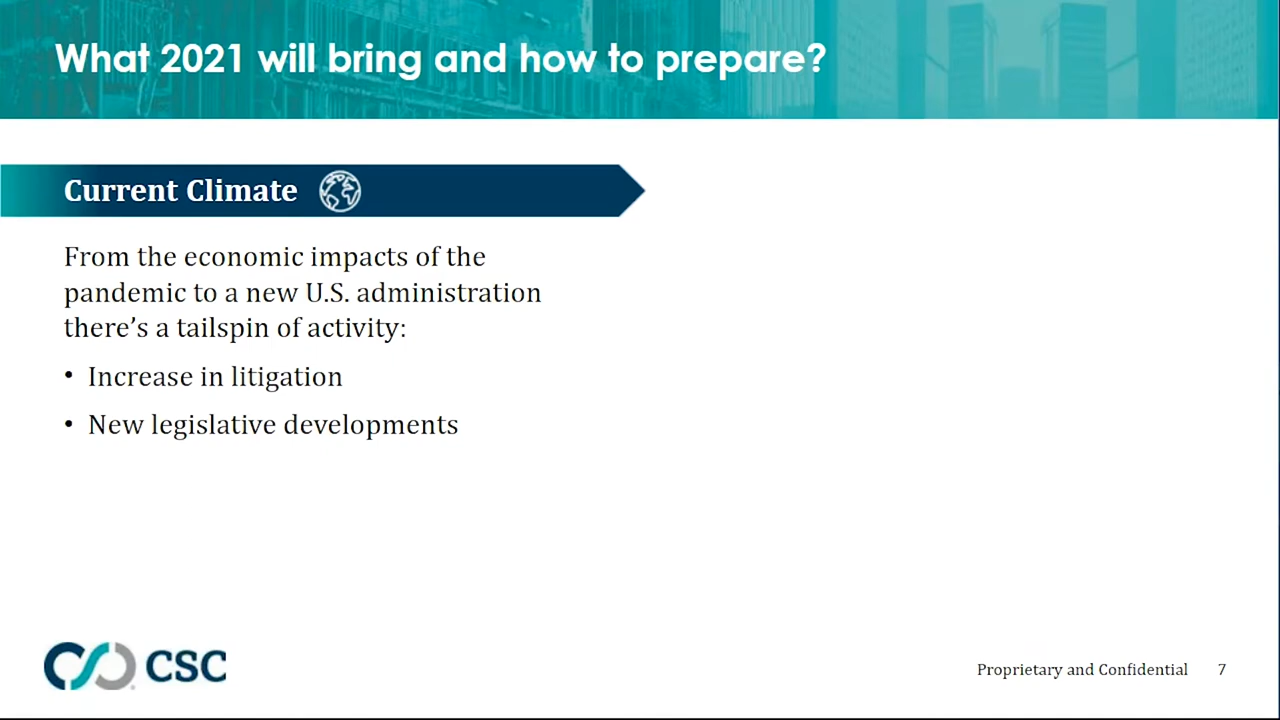 What 2021 will bring and how to prepare?
Current Climate
From the economic impacts of the
pandemic to a new U.S. administration
there’s a tailspin of activity:
• Increase in litigation
• New legislative developments
CSC
Proprietary and Confidential 7